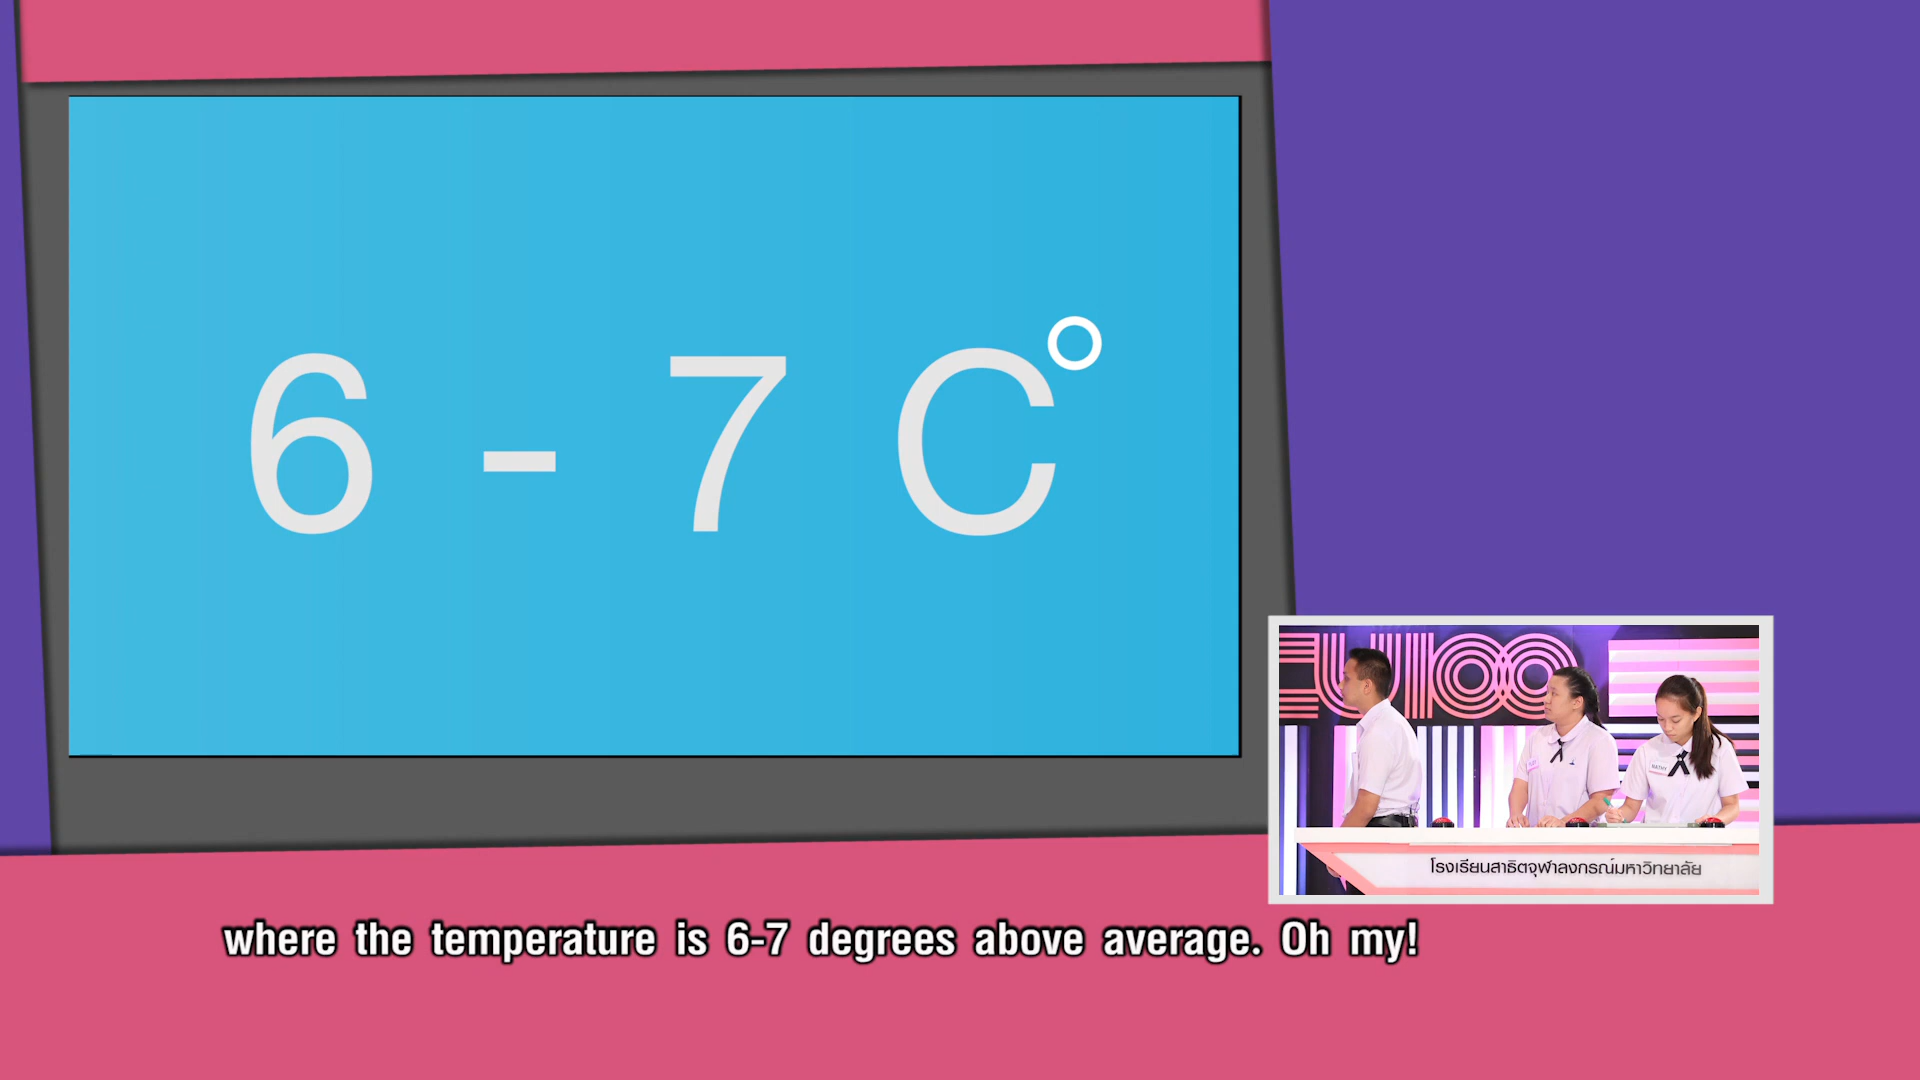 6 - 7 C°
CU100
NATHY
โรงเรียนสาธิตจุฬาลงกรณ์มหาวิทยาลัย
where the temperature is 6-7 degrees above average. Oh my!